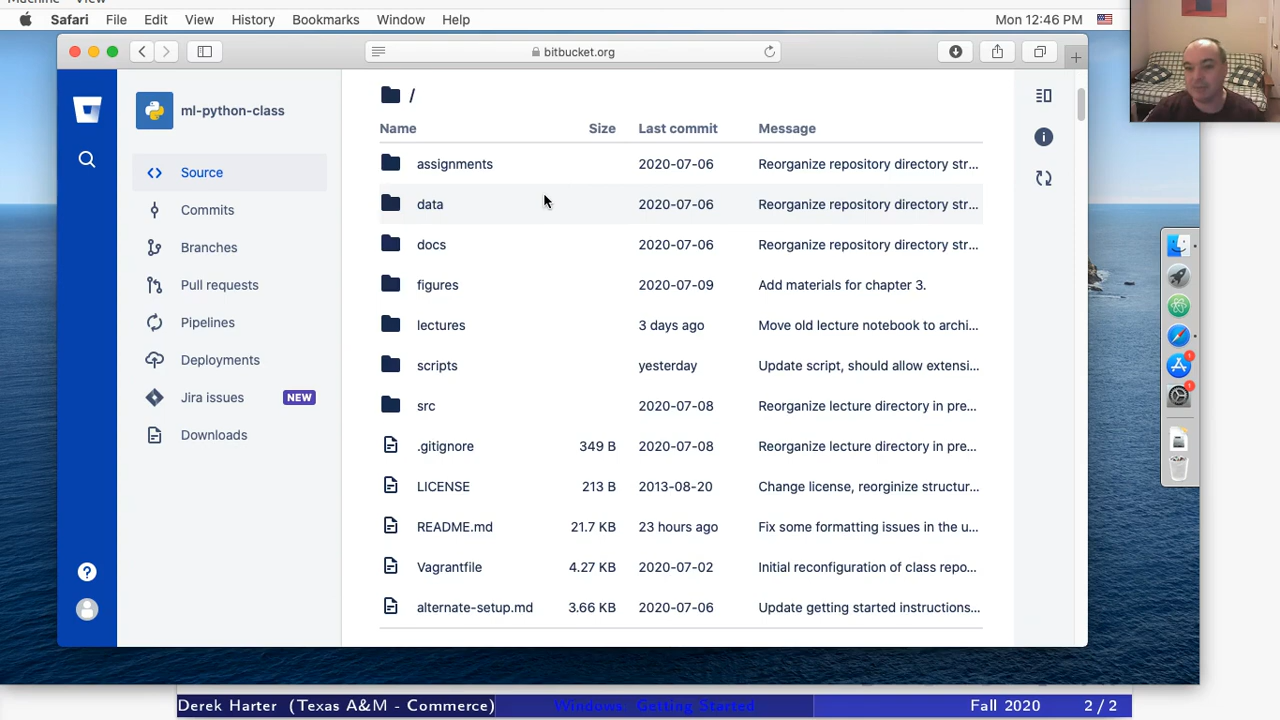 Machine View
Safari File Edit View History Bookmarks Window Help Mon 12:46 PM
bitbucket.org
ml-python-class
Source
Commits
Branches
Pull requests
Pipelines
Deployments
Jira issues NEW
Downloads
/
Name Size Last commit Message
assignments 2020-07-06 Reorganize repository directory str...
data 2020-07-06 Reorganize repository directory str...
docs 2020-07-06 Reorganize repository directory str...
figures 2020-07-09 Add materials for chapter 3.
lectures 3 days ago Move old lecture notebook to archi...
scripts yesterday Update script, should allow extensi...
src 2020-07-08 Reorganize lecture directory in pre...
.gitignore 349 B 2020-07-08 Reorganize lecture directory in pre...
LICENSE 213 B 2013-08-20 Change license, reorginize structur...
README.md 21.7 KB 23 hours ago Fix some formatting issues in the u...
Vagrantfile 4.27 KB 2020-07-02 Initial reconfiguration of class repo...
alternate-setup.md 3.66 KB 2020-07-06 Update getting started instructions...
1
1
Derek Harter (Texas A&M - Commerce) Windows: Getting Started Fall 2020 2 / 2